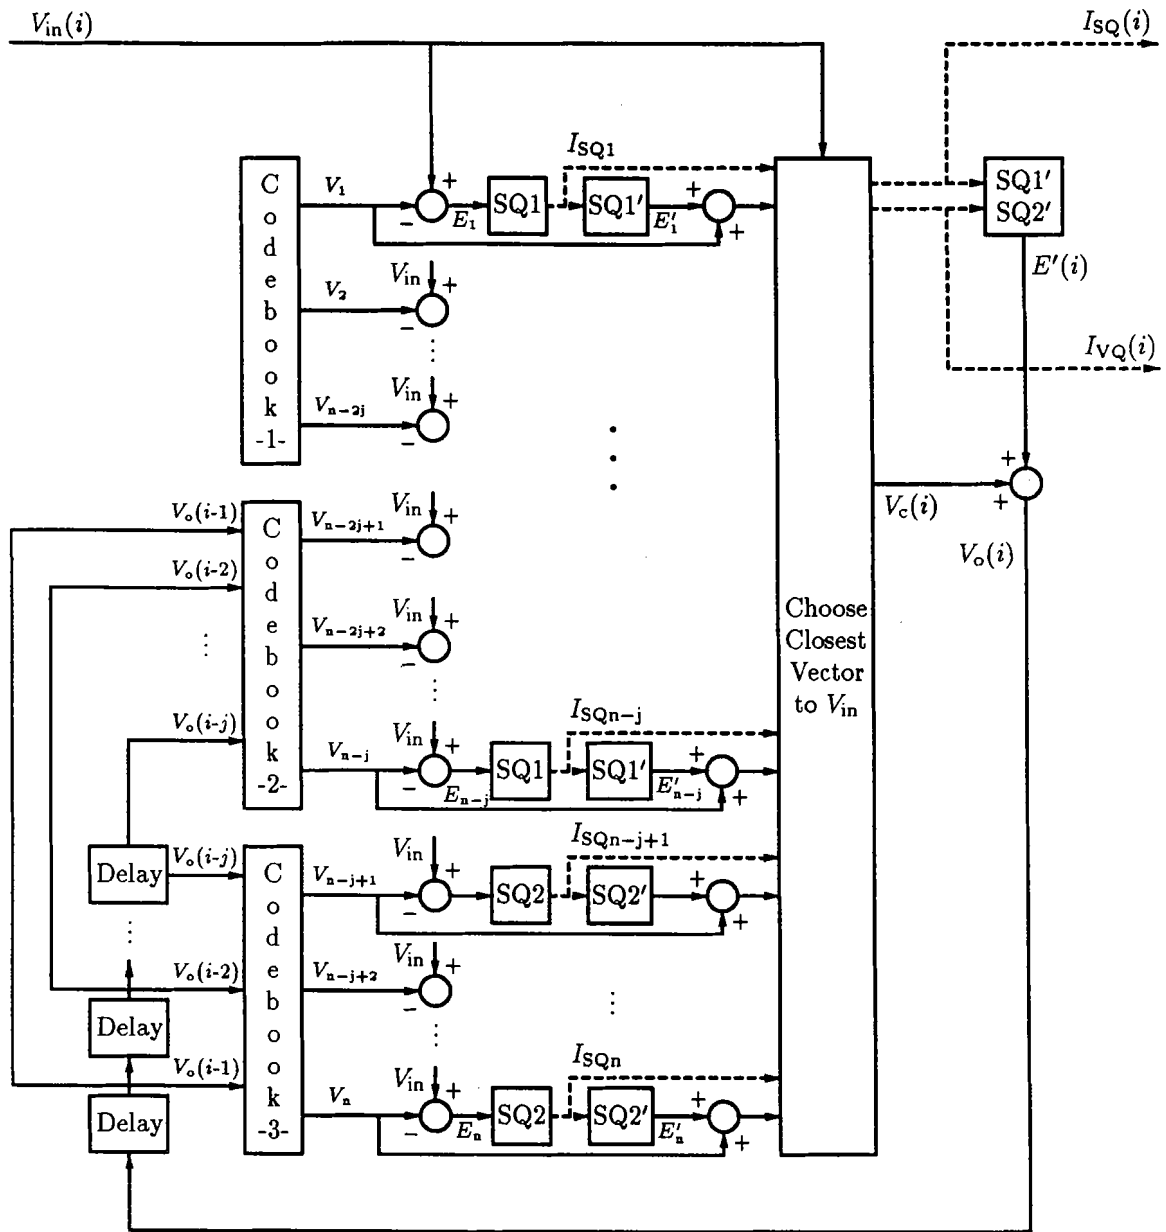 V_in(i)
I_SQ(i)
I_SQ1
C o d e b o o k -1-
V_1
+
−
E_1
SQ1
SQ1′
E′_1
+
+
SQ1′
SQ2′
E′(i)
V_in
+
V_2
−
⋮
I_VQ(i)
V_in
+
V_n−2j
−
⋮
+
+
V_c(i)
V_o(i)
V_o(i-1)
C o d e b o o k -2-
V_n−2j+1
V_in
+
−
V_o(i-2)
V_n−2j+2
V_in
+
−
⋮
⋮
Choose
Closest
Vector
to V_in
V_o(i-j)
V_n−j
V_in
+
−
E_n−j
SQ1
I_SQn−j
SQ1′
E′_n−j
+
+
Delay
V_o(i-j)
C o d e b o o k -3-
V_n−j+1
V_in
+
−
SQ2
I_SQn−j+1
SQ2′
+
+
⋮
V_o(i-2)
V_n−j+2
V_in
+
−
⋮
⋮
Delay
V_o(i-1)
V_n
V_in
+
−
E_n
SQ2
I_SQn
SQ2′
E′_n
+
+
Delay